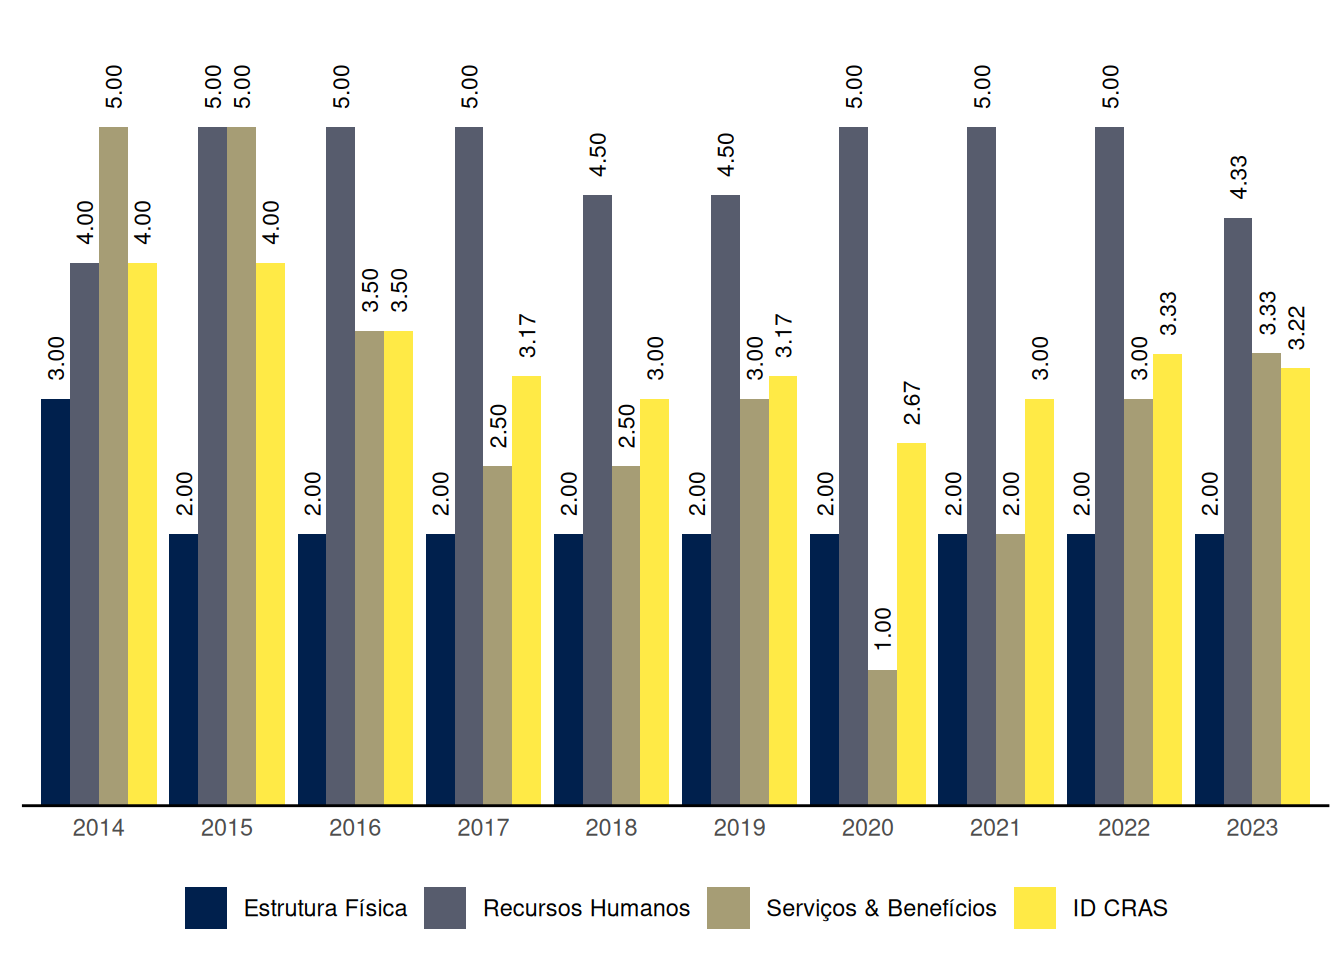 3.00 4.00 5.00 4.00
2.00 5.00 5.00 4.00
2.00 5.00 3.50 3.50
2.00 5.00 2.50 3.17
2.00 4.50 2.50 3.00
2.00 4.50 3.00 3.17
2.00 5.00 1.00 2.67
2.00 5.00 2.00 3.00
2.00 5.00 3.00 3.33
2.00 4.33 3.33 3.22
2014 2015 2016 2017 2018 2019 2020 2021 2022 2023
Estrutura Física Recursos Humanos Serviços & Benefícios ID CRAS